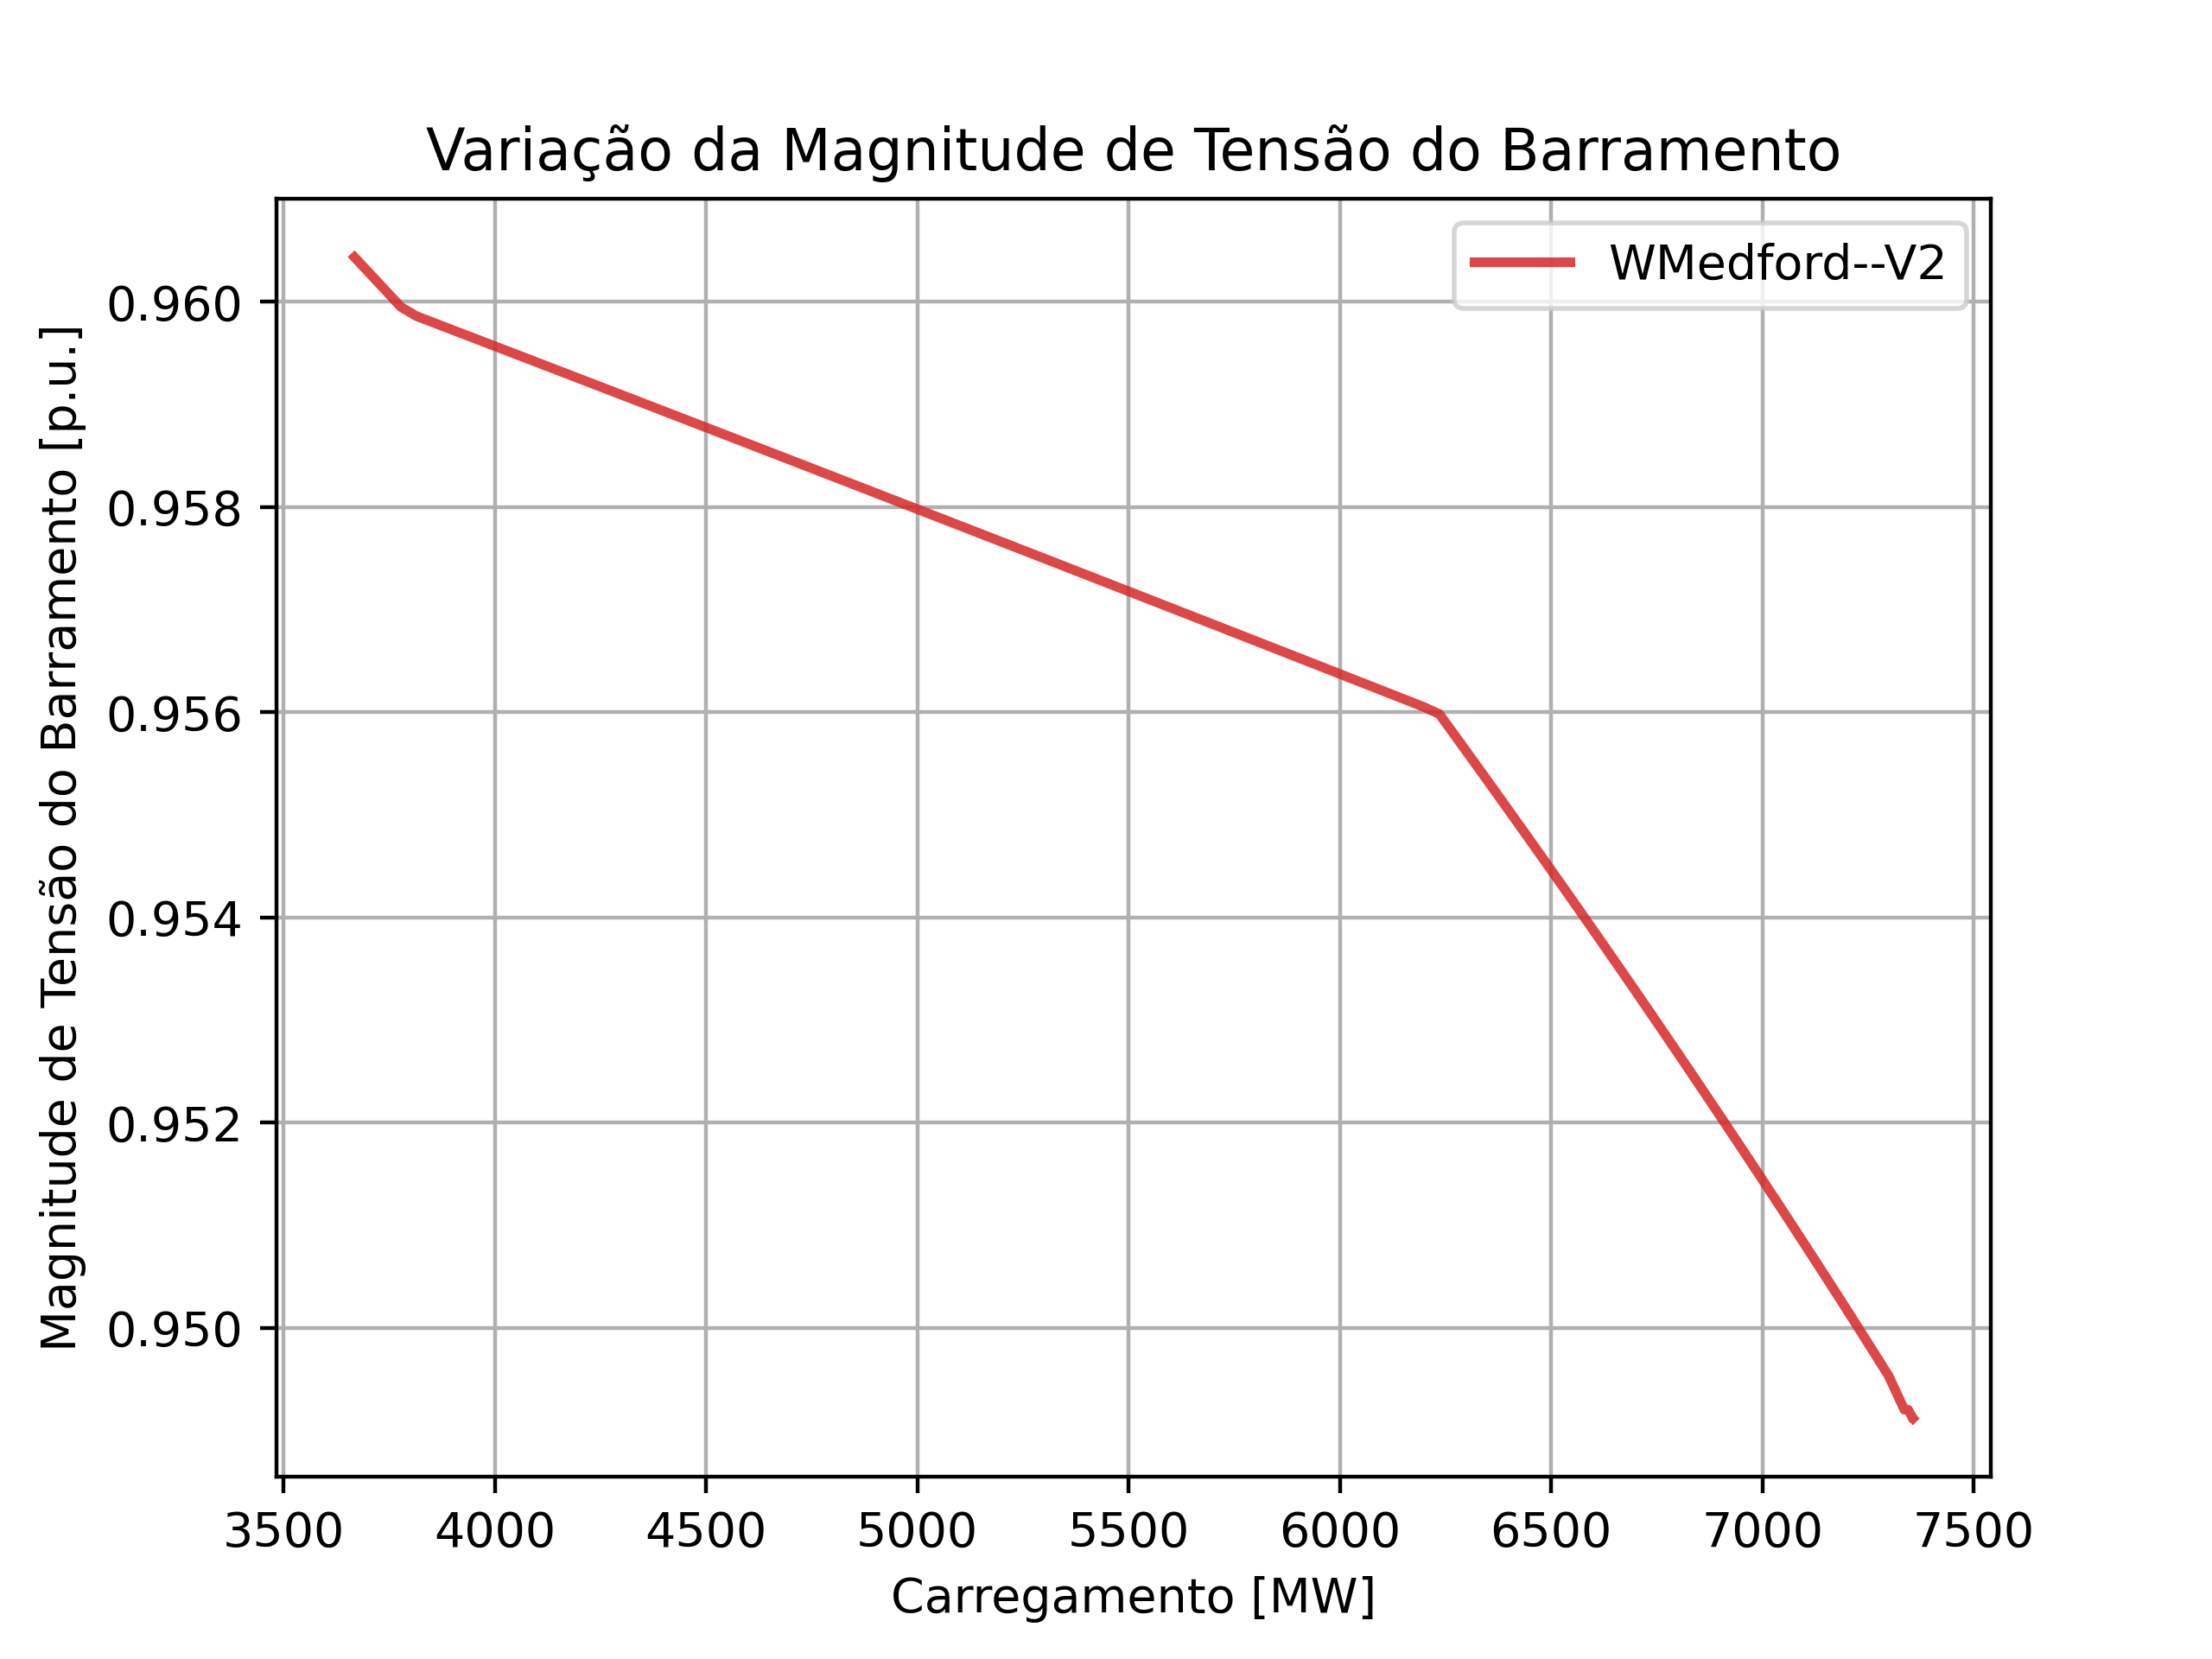 Variação da Magnitude de Tensão do Barramento
WMedford--V2
Magnitude de Tensão do Barramento [p.u.]
0.960
0.958
0.956
0.954
0.952
0.950
3500 4000 4500 5000 5500 6000 6500 7000 7500
Carregamento [MW]